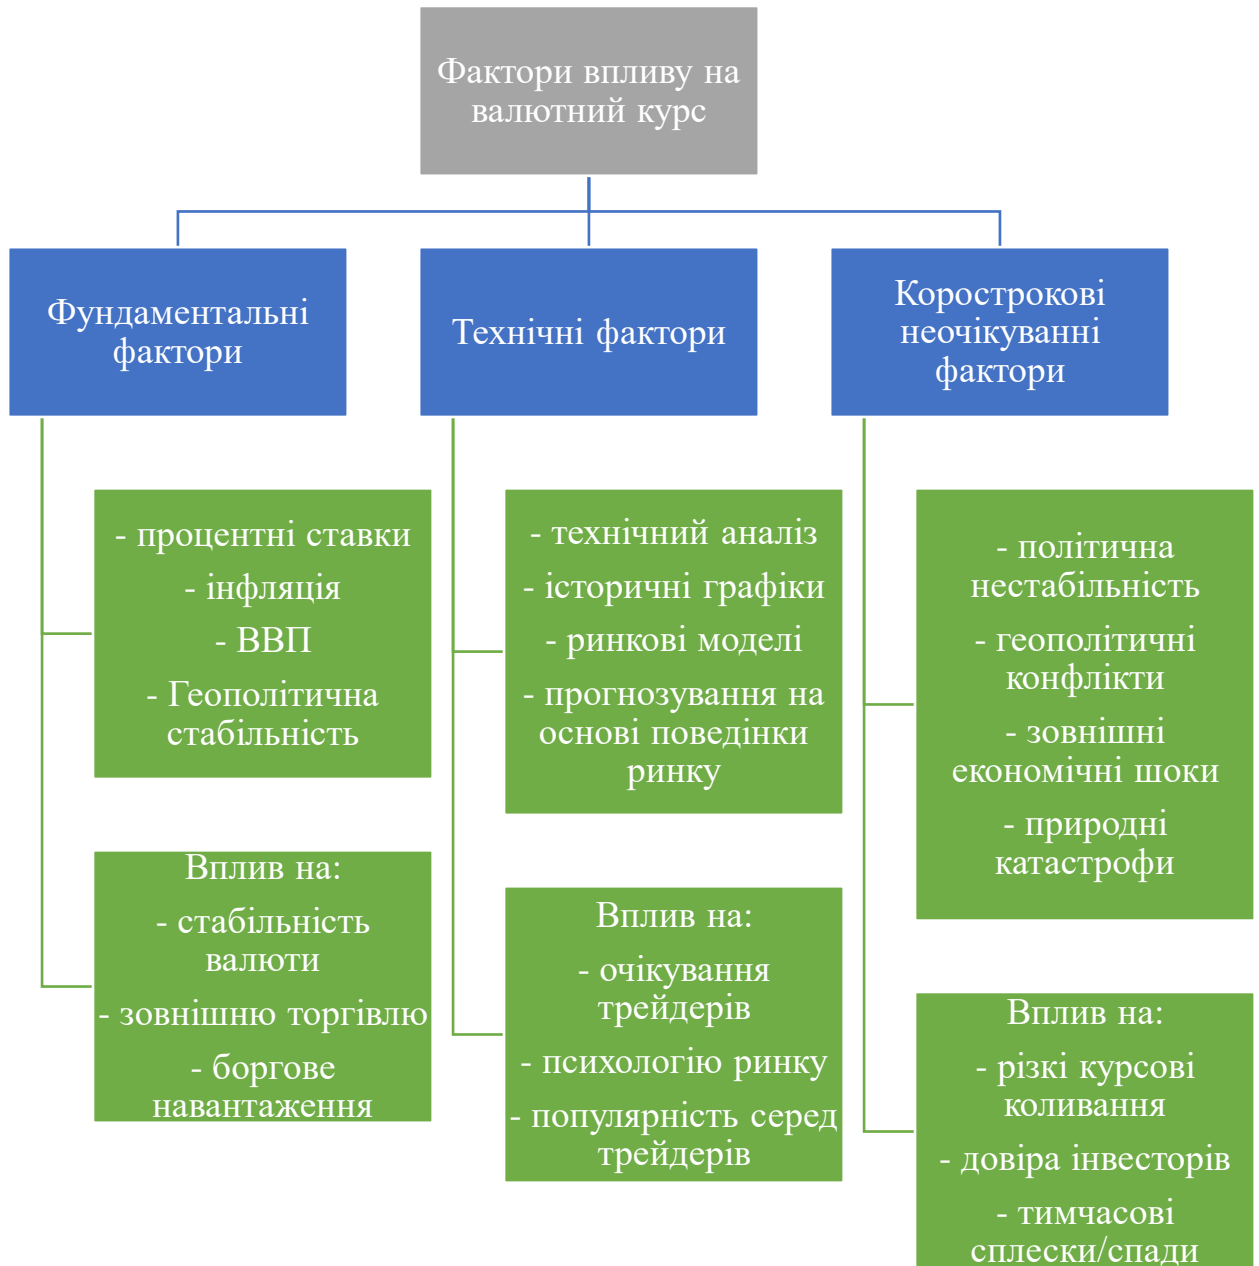 Фактори впливу на
валютний курс
Фундаментальні
фактори
Технічні фактори
Корострокові
неочікуванні
фактори
- процентні ставки
- інфляція
- ВВП
- Геополітична
стабільність
Вплив на:
- стабільність
валюти
- зовнішню торгівлю
- боргове
навантаження
- технічний аналіз
- історичні графіки
- ринкові моделі
- прогнозування на
основі поведінки
ринку
Вплив на:
- очікування
трейдерів
- психологію ринку
- популярність серед
трейдерів
- політична
нестабільність
- геополітичні
конфлікти
- зовнішні
економічні шоки
- природні
катастрофи
Вплив на:
- різкі курсові
коливання
- довіра інвесторів
- тимчасові
сплески/спади